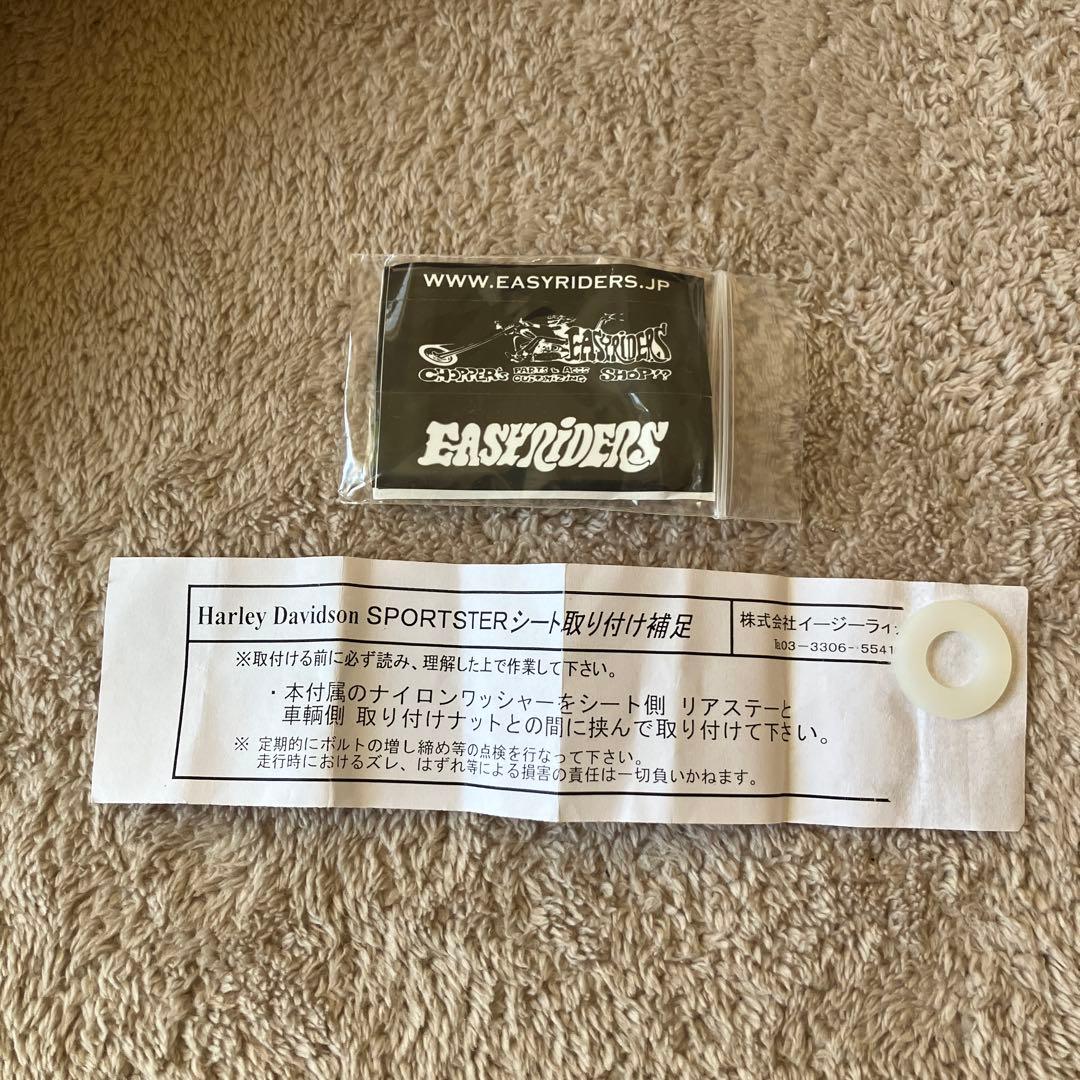 WWW.EASYRIDERS.JP
EASYRIDERS
CHOPPER'S PARTS & ACCS CUSTOMIZING SHOP!?
EASYRIDERS
Harley Davidson SPORTSTERシート取り付け補足
株式会社イージーライ
℡03-3306-5541
※取付ける前に必ず読み、理解した上で作業して下さい。
・本付属のナイロンワッシャーをシート側 リアステーと
車輌側 取り付けナットとの間に挟んで取り付けて下さい。
※ 定期的にボルトの増し締め等の点検を行なって下さい。
走行時におけるズレ、はずれ等による損害の責任は一切負いかねます。